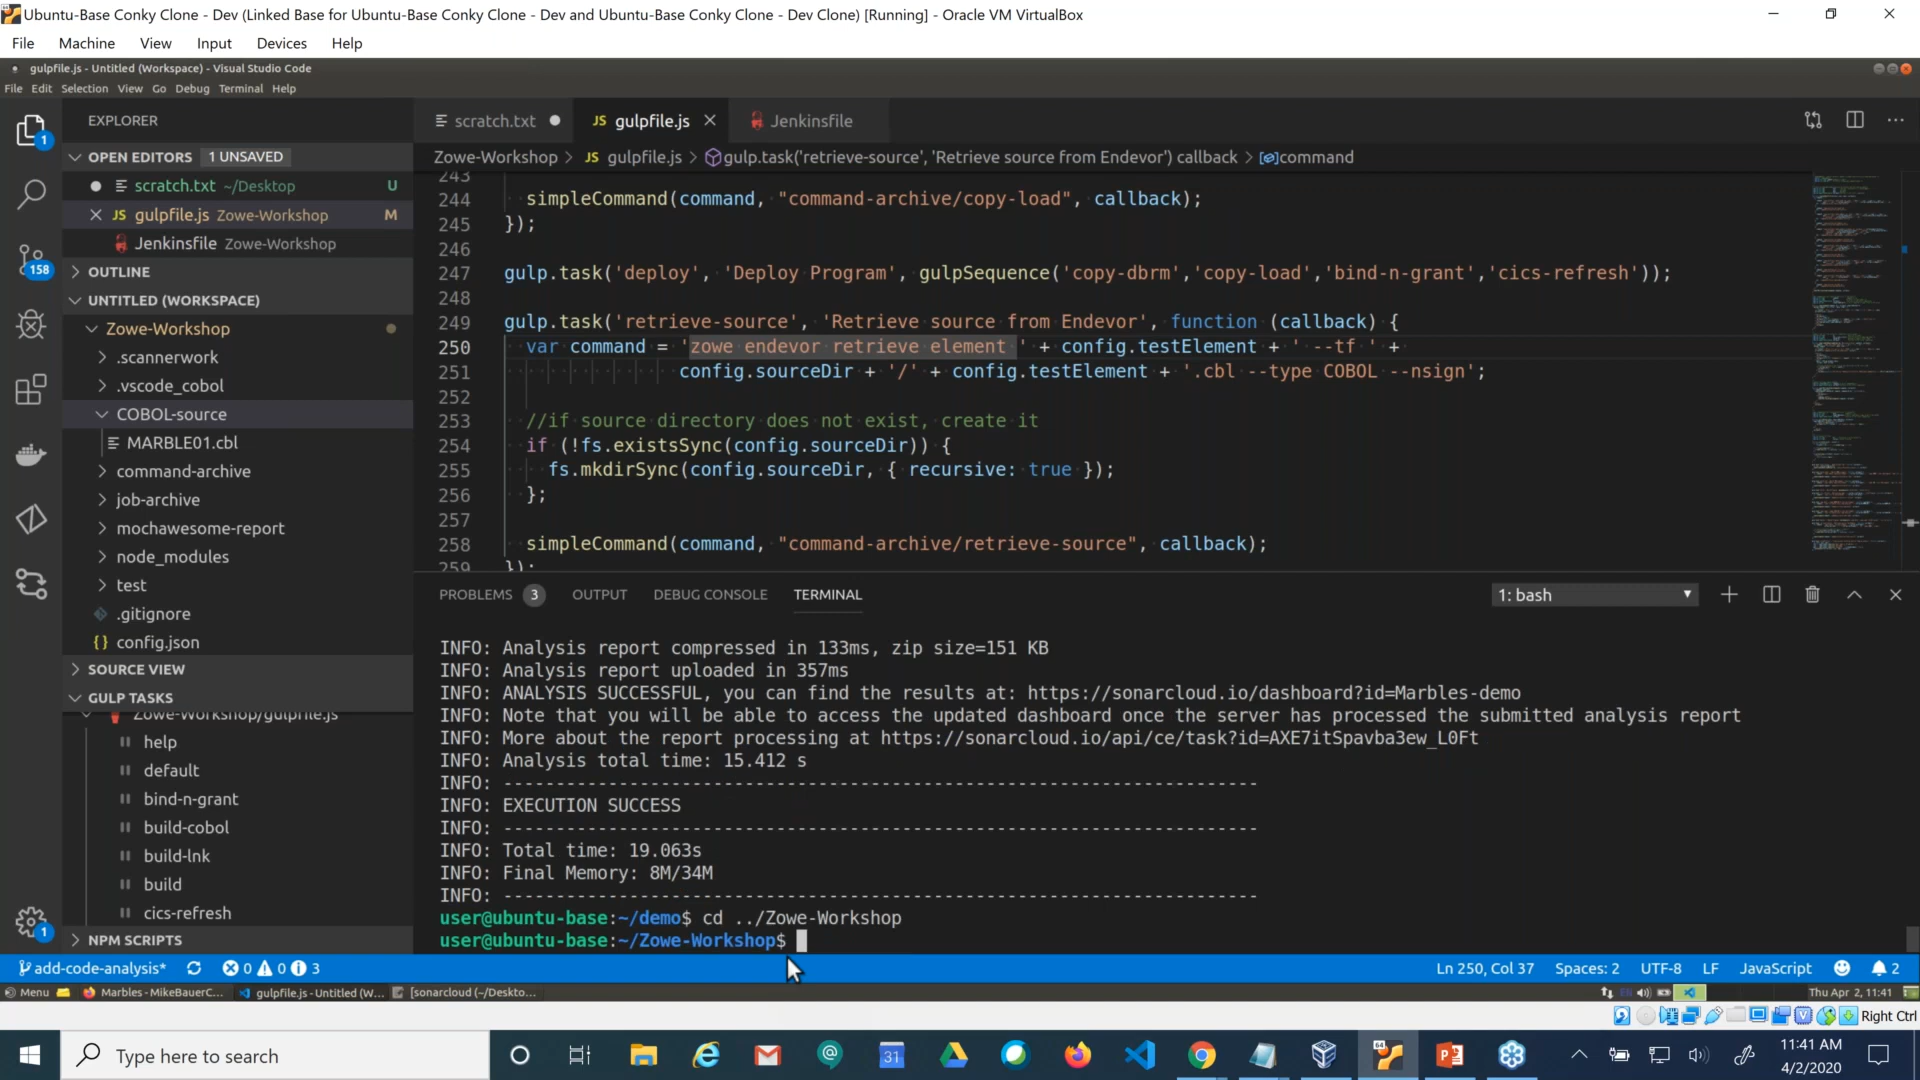 Ubuntu-Base Conky Clone - Dev (Linked Base for Ubuntu-Base Conky Clone - Dev and Ubuntu-Base Conky Clone - Dev Clone) [Running] - Oracle VM VirtualBox
File Machine View Input Devices Help
gulpfile.js - Untitled (Workspace) - Visual Studio Code
File Edit Selection View Go Debug Terminal Help
EXPLORER
OPEN EDITORS 1 UNSAVED
scratch.txt ~/Desktop U
JS gulpfile.js Zowe-Workshop M
Jenkinsfile Zowe-Workshop
OUTLINE
UNTITLED (WORKSPACE)
Zowe-Workshop
.scannerwork
.vscode_cobol
COBOL-source
MARBLE01.cbl
command-archive
job-archive
mochawesome-report
node_modules
test
.gitignore
{} config.json
SOURCE VIEW
GULP TASKS
Zowe-Workshop/gulpfile.js
help
default
bind-n-grant
build-cobol
build-lnk
build
cics-refresh
NPM SCRIPTS
1
158
1
scratch.txt
JS gulpfile.js
Jenkinsfile
Zowe-Workshop > JS gulpfile.js > gulp.task('retrieve-source', 'Retrieve source from Endevor') callback > command
243
244 simpleCommand(command, "command-archive/copy-load", callback);
245 });
246
247 gulp.task('deploy', 'Deploy Program', gulpSequence('copy-dbrm','copy-load','bind-n-grant','cics-refresh'));
248
249 gulp.task('retrieve-source', 'Retrieve source from Endevor', function (callback) {
250 var command = 'zowe endevor retrieve element ' + config.testElement + ' --tf ' +
251 config.sourceDir + '/' + config.testElement + '.cbl --type COBOL --nsign';
252
253 //if source directory does not exist, create it
254 if (!fs.existsSync(config.sourceDir)) {
255 fs.mkdirSync(config.sourceDir, { recursive: true });
256 };
257
258 simpleCommand(command, "command-archive/retrieve-source", callback);
259 });
PROBLEMS 3 OUTPUT DEBUG CONSOLE TERMINAL 1: bash
INFO: Analysis report compressed in 133ms, zip size=151 KB
INFO: Analysis report uploaded in 357ms
INFO: ANALYSIS SUCCESSFUL, you can find the results at: https://sonarcloud.io/dashboard?id=Marbles-demo
INFO: Note that you will be able to access the updated dashboard once the server has processed the submitted analysis report
INFO: More about the report processing at https://sonarcloud.io/api/ce/task?id=AXE7itSpavba3ew_L0Ft
INFO: Analysis total time: 15.412 s
INFO: ------------------------------------------------------------------------
INFO: EXECUTION SUCCESS
INFO: ------------------------------------------------------------------------
INFO: Total time: 19.063s
INFO: Final Memory: 8M/34M
INFO: ------------------------------------------------------------------------
user@ubuntu-base:~/demo$ cd ../Zowe-Workshop
user@ubuntu-base:~/Zowe-Workshop$
add-code-analysis* 0 0 3 Ln 250, Col 37 Spaces: 2 UTF-8 LF JavaScript 2
Menu Marbles - MikeBauerC... gulpfile.js - Untitled (W... [sonarcloud (~/Deskto... Thu Apr 2, 11:41
Right Ctrl
Type here to search
31
64
11:41 AM
4/2/2020